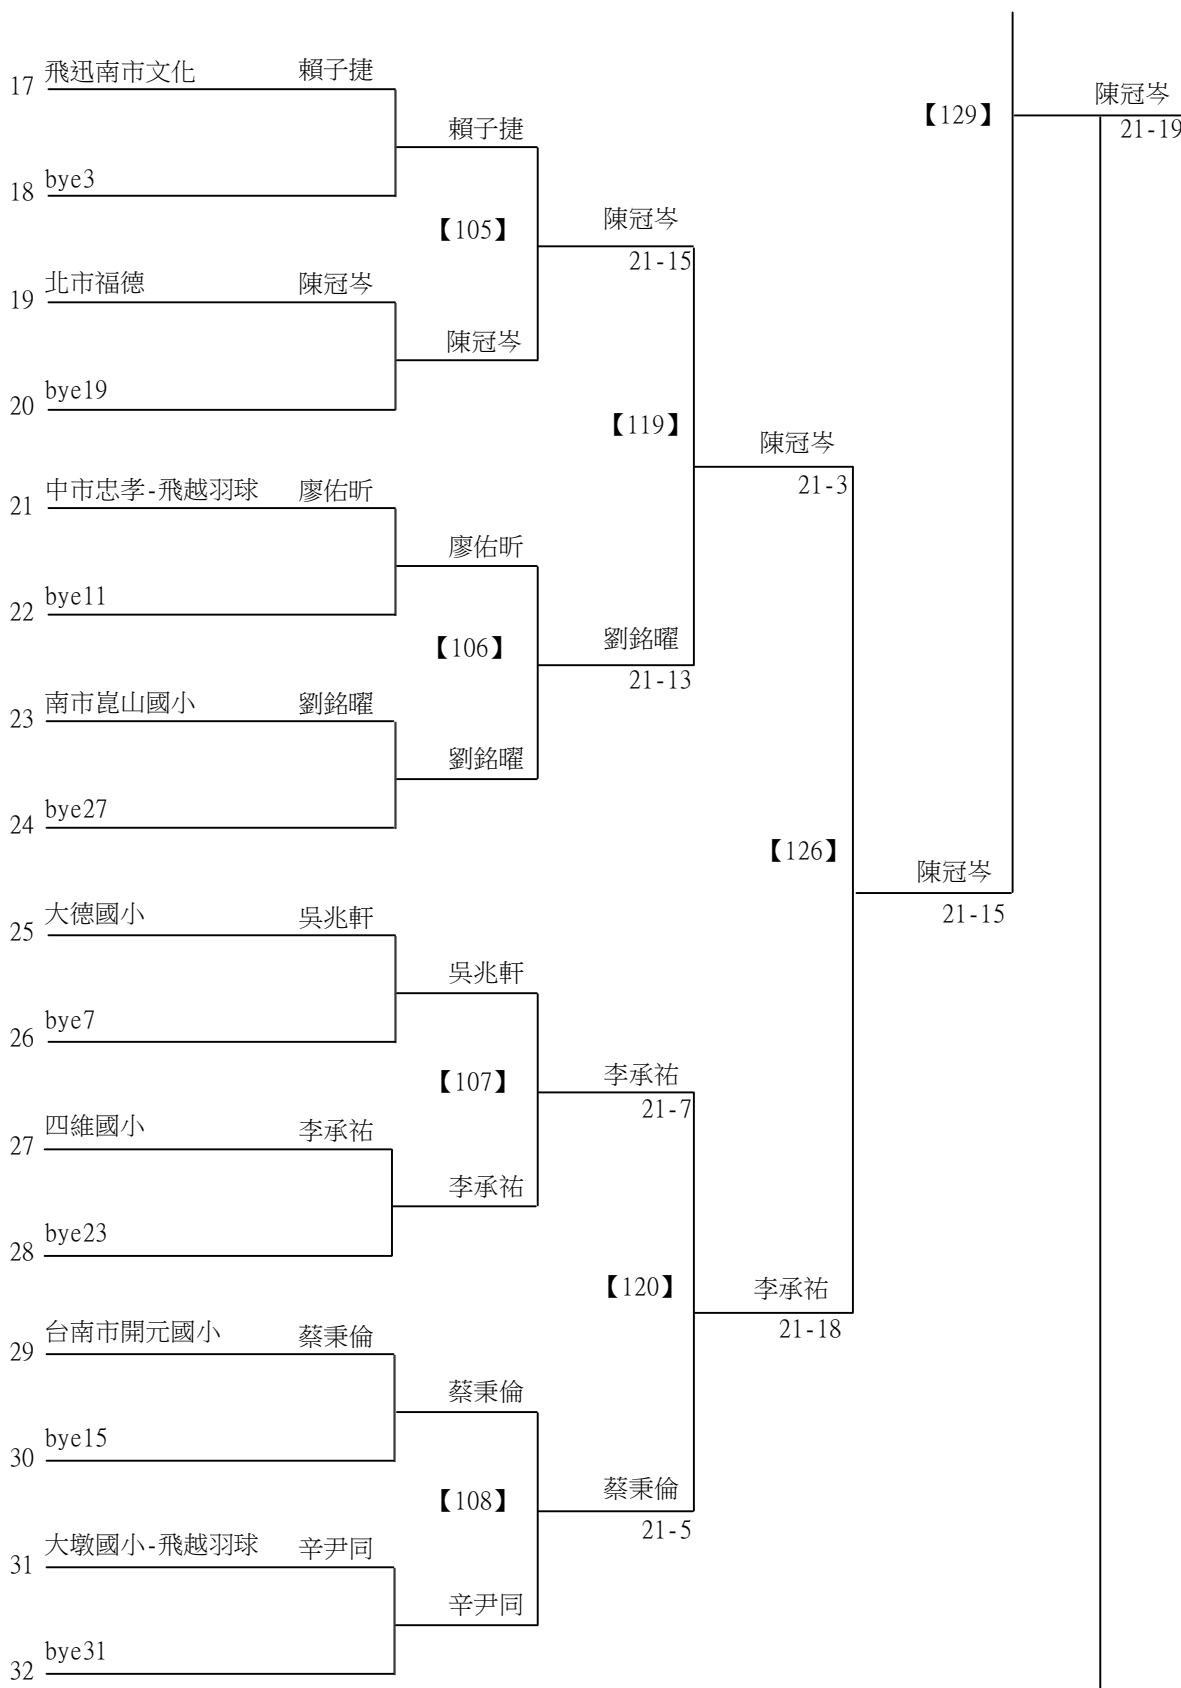 17 飛迅南市文化 賴子捷
【129】 陳冠岑
21-19
賴子捷
18 bye3
【105】 陳冠岑
21-15
19 北市福德 陳冠岑
陳冠岑
20 bye19
【119】 陳冠岑
21-3
21 中市忠孝-飛越羽球 廖佑昕
廖佑昕
22 bye11
【106】 劉銘曜
21-13
23 南市崑山國小 劉銘曜
劉銘曜
24 bye27
【126】 陳冠岑
21-15
25 大德國小 吳兆軒
吳兆軒
26 bye7
【107】 李承祐
21-7
27 四維國小 李承祐
李承祐
28 bye23
【120】 李承祐
21-18
29 台南市開元國小 蔡秉倫
蔡秉倫
30 bye15
【108】 蔡秉倫
21-5
31 大墩國小-飛越羽球 辛尹同
辛尹同
32 bye31